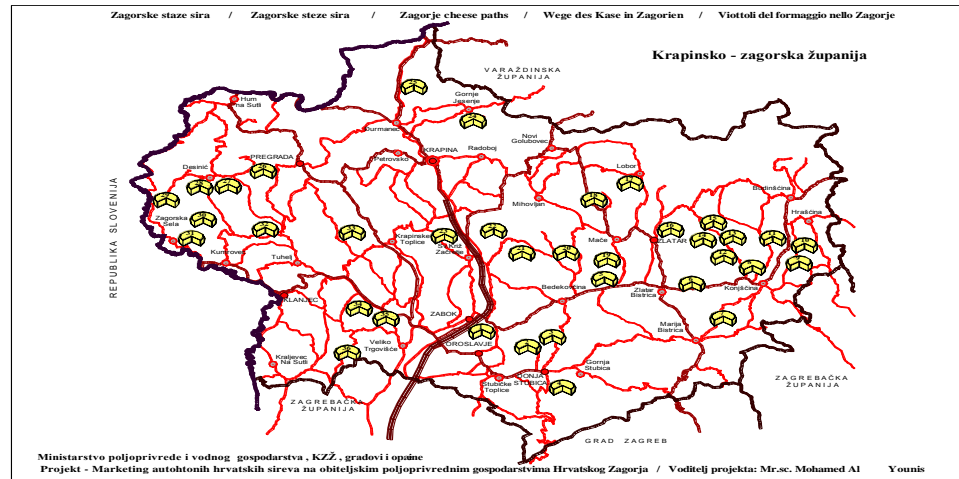 Zagorske staze sira / Zagorske steze sira / Zagorje cheese paths / Wege des Kase in Zagorien / Viottoli del formaggio nello Zagorje
Krapinsko - zagorska županija
VARAŽDINSKA
ŽUPANIJA
Hum
na Sutli
Gornje
Jesenje
Đurmanec
Novi
Golubovec
KRAPINA
Radoboj
Petrovsko
PREGRADA
Desinić
Lobor
Budinšćina
Mihovljan
Hrašćina
REPUBLIKA SLOVENIJA
Zagorska
Sela
Krapinske
Toplice
Sv. Križ
Začretje
Mače
ZLATAR
Kumrovec
Tuhelj
KLANJEC
Bedekovčina
Zlatar
Bistrica
Konjščina
ZABOK
Marija
Bistrica
Veliko
Trgovišće
OROSLAVJE
Kraljevec
Na Sutli
Gornja
Stubica
DONJA
STUBICA
Stubičke
Toplice
ZAGREBAČKA
ŽUPANIJA
ZAGREBAČKA
ŽUPANIJA
GRAD ZAGREB
Ministarstvo poljoprivrede i vodnog gospodarstva , KZŽ , gradovi i
Projekt - Marketing autohtonih hrvatskih sireva na obiteljskim poljoprivrednim gospodarstvima Hrvatskog Zagorja / Voditelj projekta: Mr.sc. Mohamed Al Younis